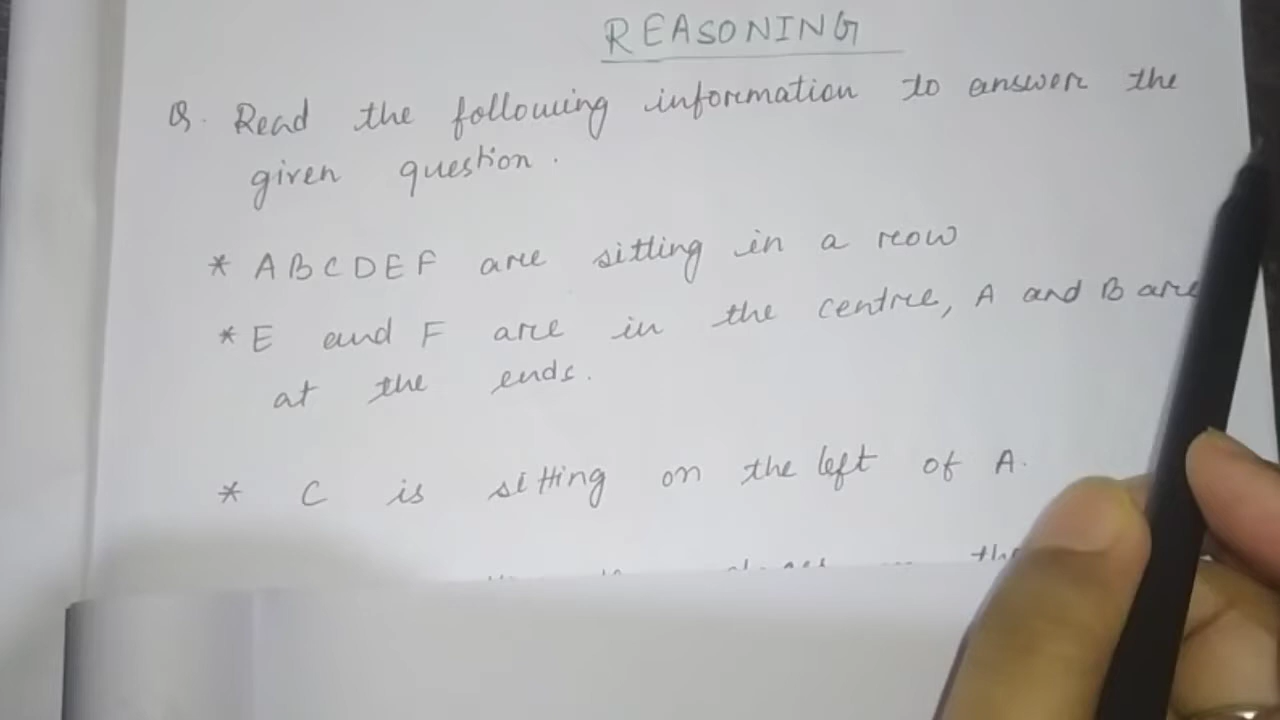 REASONING
Q. Read the following information to answer the
given question.
* A B C D E F are sitting in a row
* E and F are in the centre, A and B are
at the ends.
* C is sitting on the left of A.